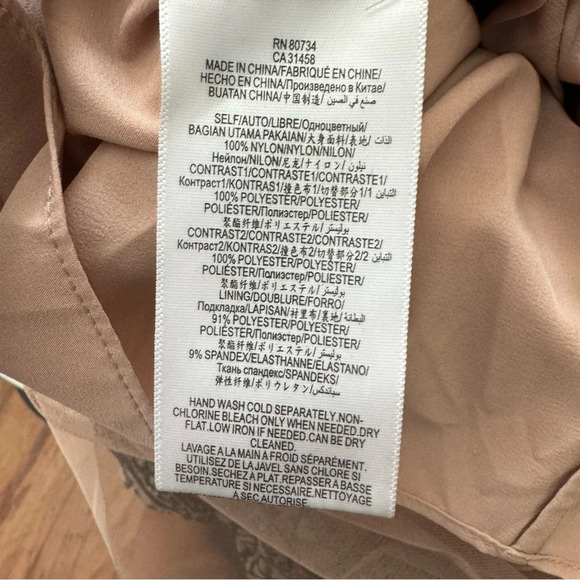 RN 80734
CA 31458
MADE IN CHINA/FABRIQUÉ EN CHINE/
HECHO EN CHINA/Произведено в Китае/
BUATAN CHINA/中国制造/ صنع في الصين/
SELF/AUTO/LIBRE/Одноцветный/
BAGIAN UTAMA PAKAIAN/大身面料/表地/ الذات/
100% NYLON/NYLON/NILON/
Нейлон/NILON/尼龙/ナイロン/ نيلون/
CONTRAST1/CONTRASTE1/CONTRASTE1/
Контраст1/KONTRAS1/撞色布1/切替部分1/ التباين 1/
100% POLYESTER/POLYESTER/
POLIÉSTER/Полиэстер/POLIESTER/
聚酯纤维/ポリエステル/ بوليستر/
CONTRAST2/CONTRASTE2/CONTRASTE2/
Контраст2/KONTRAS2/撞色布2/切替部分2/ التباين 2/
100% POLYESTER/POLYESTER/
POLIÉSTER/Полиэстер/POLIESTER/
聚酯纤维/ポリエステル/ بوليستر/
LINING/DOUBLURE/FORRO/
Подкладка/LAPISAN/衬里布/裏地/ البطانة/
91% POLYESTER/POLYESTER/
POLIÉSTER/Полиэстер/POLIESTER/
聚酯纤维/ポリエステル/ بوليستر/
9% SPANDEX/ELASTHANNE/ELASTANO/
Ткань спандекс/SPANDEKS/
弹性纤维/ポリウレタン/ سباندكس/
HAND WASH COLD SEPARATELY.NON-
CHLORINE BLEACH ONLY WHEN NEEDED.DRY
FLAT.LOW IRON IF NEEDED.CAN BE DRY
CLEANED.
LAVAGE A LA MAIN A FROID SÉPARÉMENT.
UTILISEZ DE LA JAVEL SANS CHLORE SI
BESOIN.SECHEZ A PLAT. REPASSER A BASSE
TEMPERATURE SI NECESSAIRE.NETTOYAGE
A SEC AUTORISE.